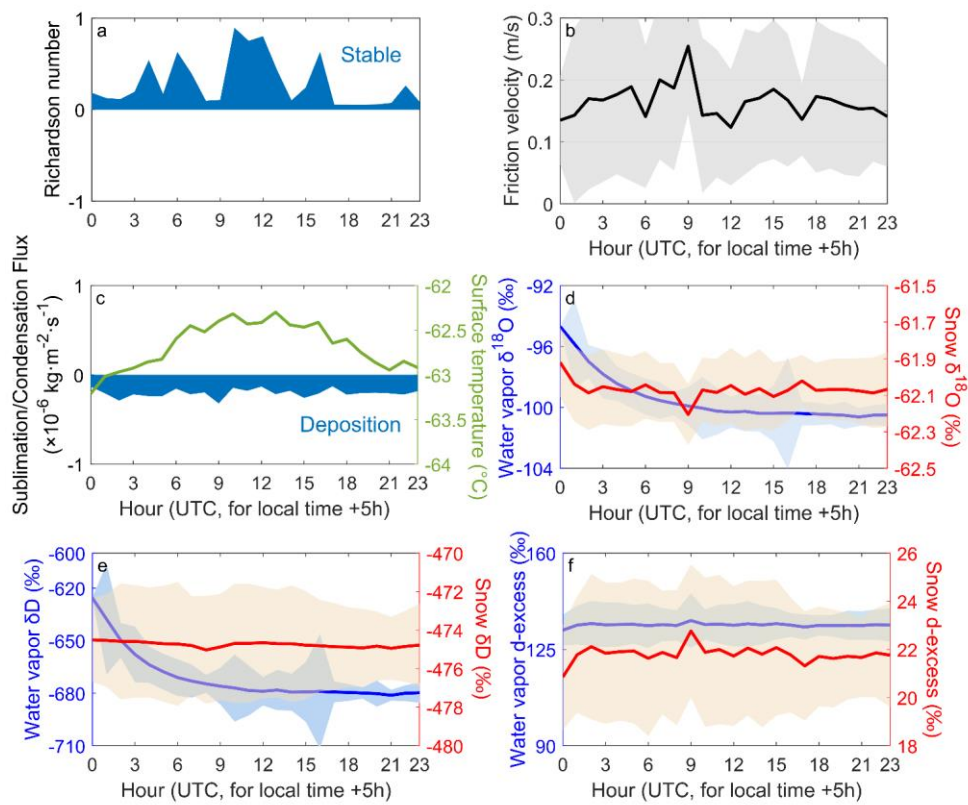 a
Stable
Richardson number
1
0
-1
0 3 6 9 12 15 18 21 23
b
Friction velocity (m/s)
0.3
0.2
0.1
0
0 3 6 9 12 15 18 21 23
Hour (UTC, for local time +5h)
c
Sublimation/Condensation Flux
(×10⁻⁶ kg·m⁻²·s⁻¹)
1
0
-1
Deposition
-62
-62.5
-63
-63.5
-64
Surface temperature (°C)
0 3 6 9 12 15 18 21 23
Hour (UTC, for local time +5h)
d
Water vapor δ¹⁸O (‰)
-92
-96
-100
-104
-61.5
-61.7
-61.9
-62.1
-62.3
-62.5
Snow δ¹⁸O (‰)
0 3 6 9 12 15 18 21 23
Hour (UTC, for local time +5h)
e
Water vapor δD (‰)
-600
-620
-650
-680
-710
-470
-472
-473
-475
-477
-478
-480
Snow δD (‰)
0 3 6 9 12 15 18 21 23
Hour (UTC, for local time +5h)
f
Water vapor d-excess (‰)
160
125
90
26
24
23
22
20
19
18
Snow d-excess (‰)
0 3 6 9 12 15 18 21 23
Hour (UTC, for local time +5h)